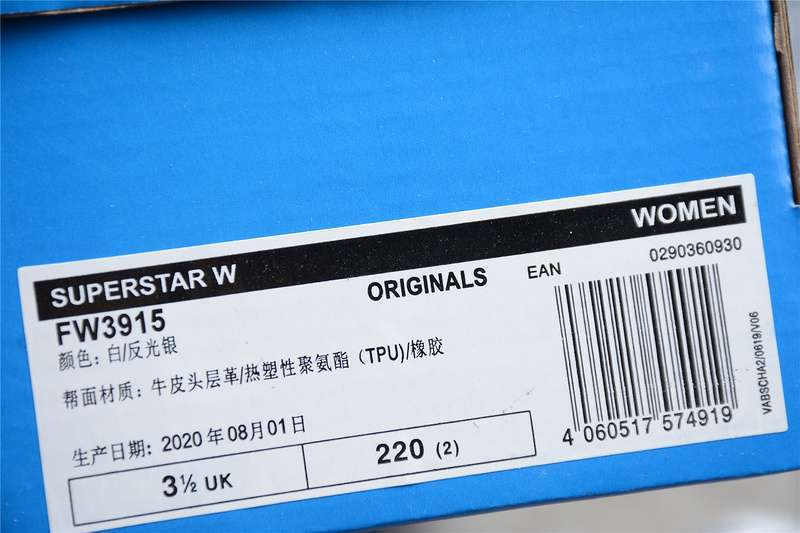 SUPERSTAR W
WOMEN
FW3915
ORIGINALS
EAN
0290360930
颜色: 白/反光银
帮面材质: 牛皮头层革/热塑性聚氨酯（TPU)/橡胶
生产日期: 2020 年08月01日
3½ UK
220 (2)
4 060517 574919
VABSCHA2/0619/V06